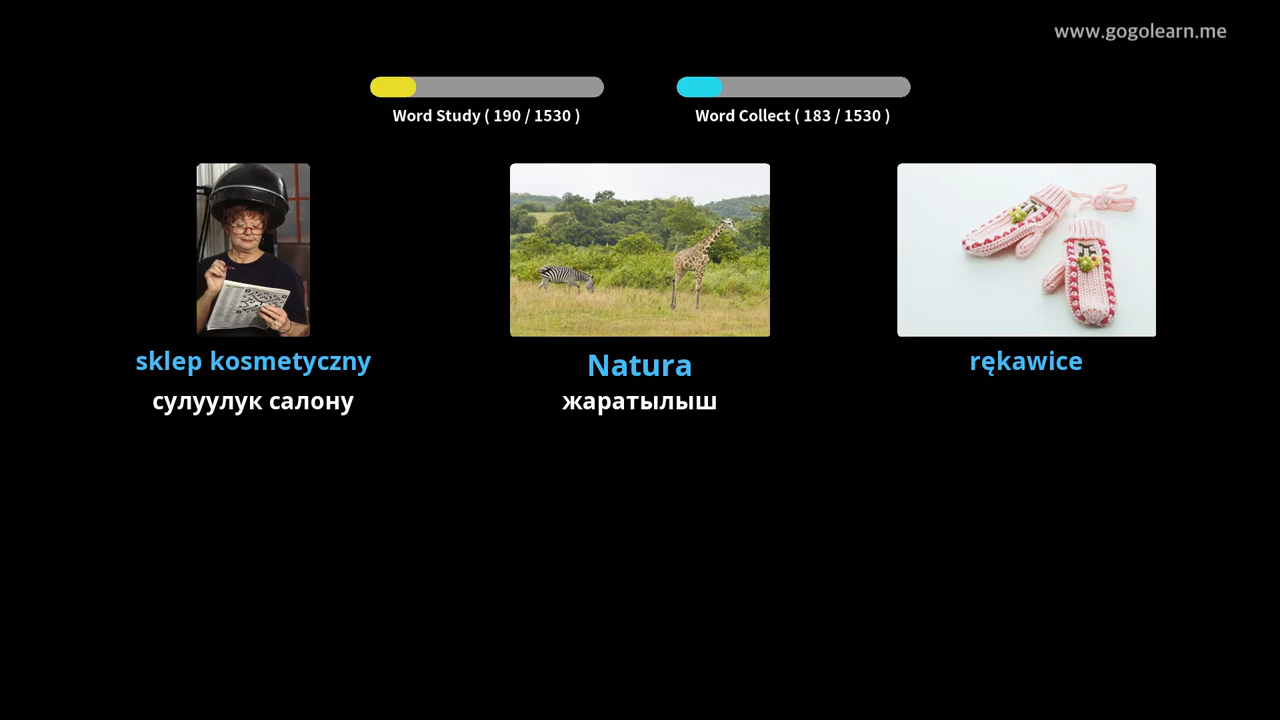 www.gogolearn.me
Word Study ( 190 / 1530 )
Word Collect ( 183 / 1530 )
sklep kosmetyczny
Natura
rękawice
сулуулук салону
жаратылыш